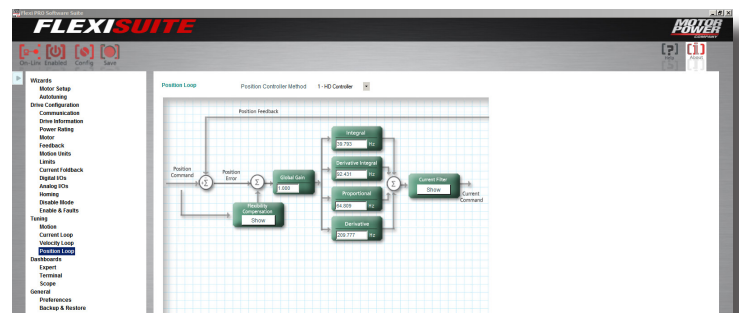 Flexi PRO Software Suite
FLEXISUITE
MOTOR
POWER
COMPANY
On-Line Enabled Config Save
Help Assist
Wizards
Motor Setup
Autotuning
Drive Configuration
Communication
Drive Information
Power Rating
Motor
Feedback
Motion Units
Limits
Current Foldback
Digital I/Os
Analog I/Os
Homing
Disable Mode
Enable & Faults
Tuning
Motion
Current Loop
Velocity Loop
Position Loop
Dashboards
Expert
Terminal
Scope
General
Preferences
Backup & Restore
Position Loop Position Controller Method 1 - HD Controller
Position Feedback
Position
Command
Position
Error
Σ
Σ
Global Gain
1.000
Flexibility
Compensation
Show
Integral
39.793 Hz
Derivative Integral
92.431 Hz
Proportional
64.809 Hz
Derivative
209.777 Hz
Σ
Current Filter
Show
Current
Command